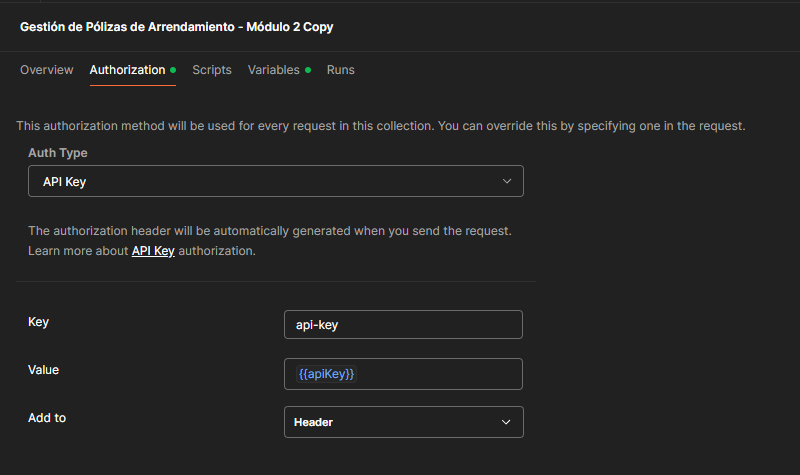 Gestión de Pólizas de Arrendamiento - Módulo 2 Copy
Overview Authorization Scripts Variables Runs
This authorization method will be used for every request in this collection. You can override this by specifying one in the request.
Auth Type
API Key
The authorization header will be automatically generated when you send the request.
Learn more about API Key authorization.
Key
api-key
Value
{{apiKey}}
Add to
Header